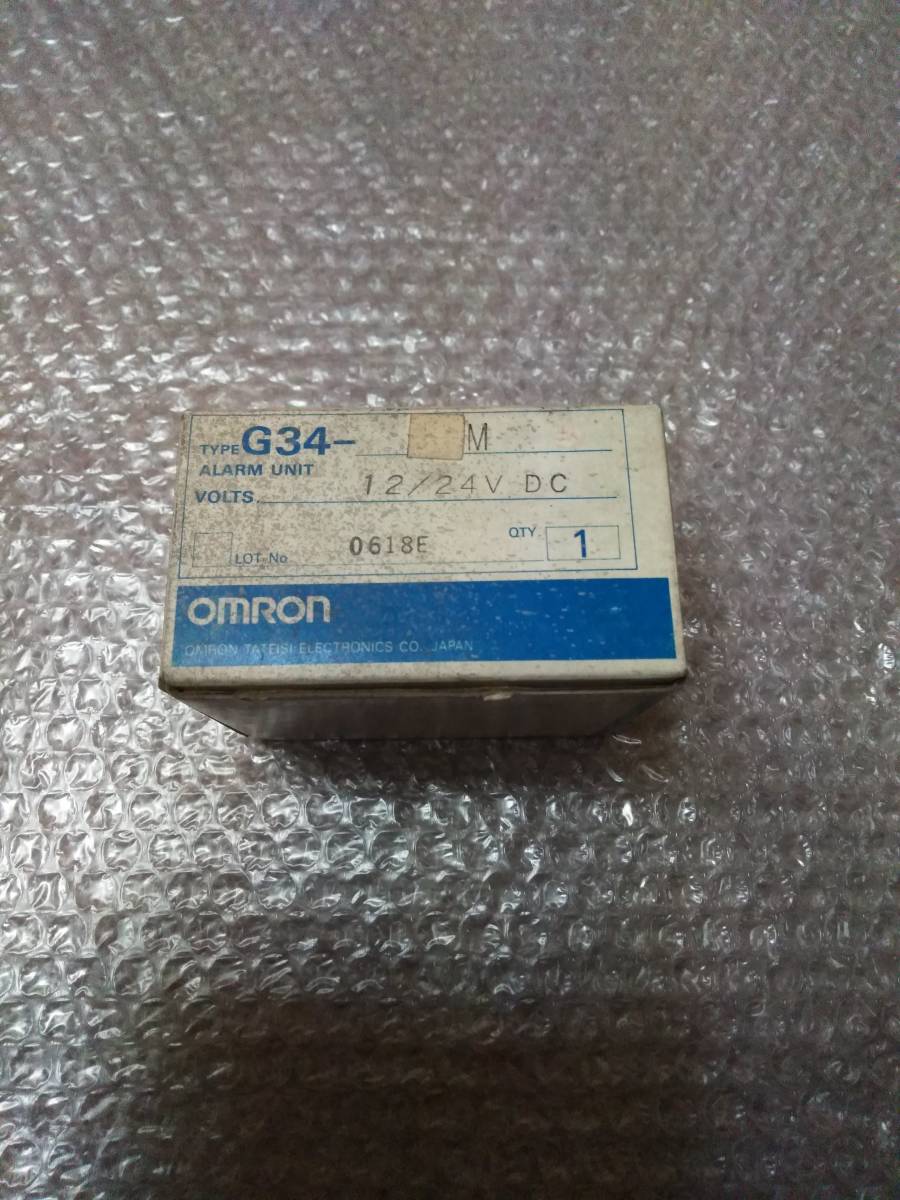 TYPE G34- M
ALARM UNIT
VOLTS. 12/24V DC
LOT No 0618E QTY. 1
OMRON
OMRON TATEISI ELECTRONICS CO. JAPAN